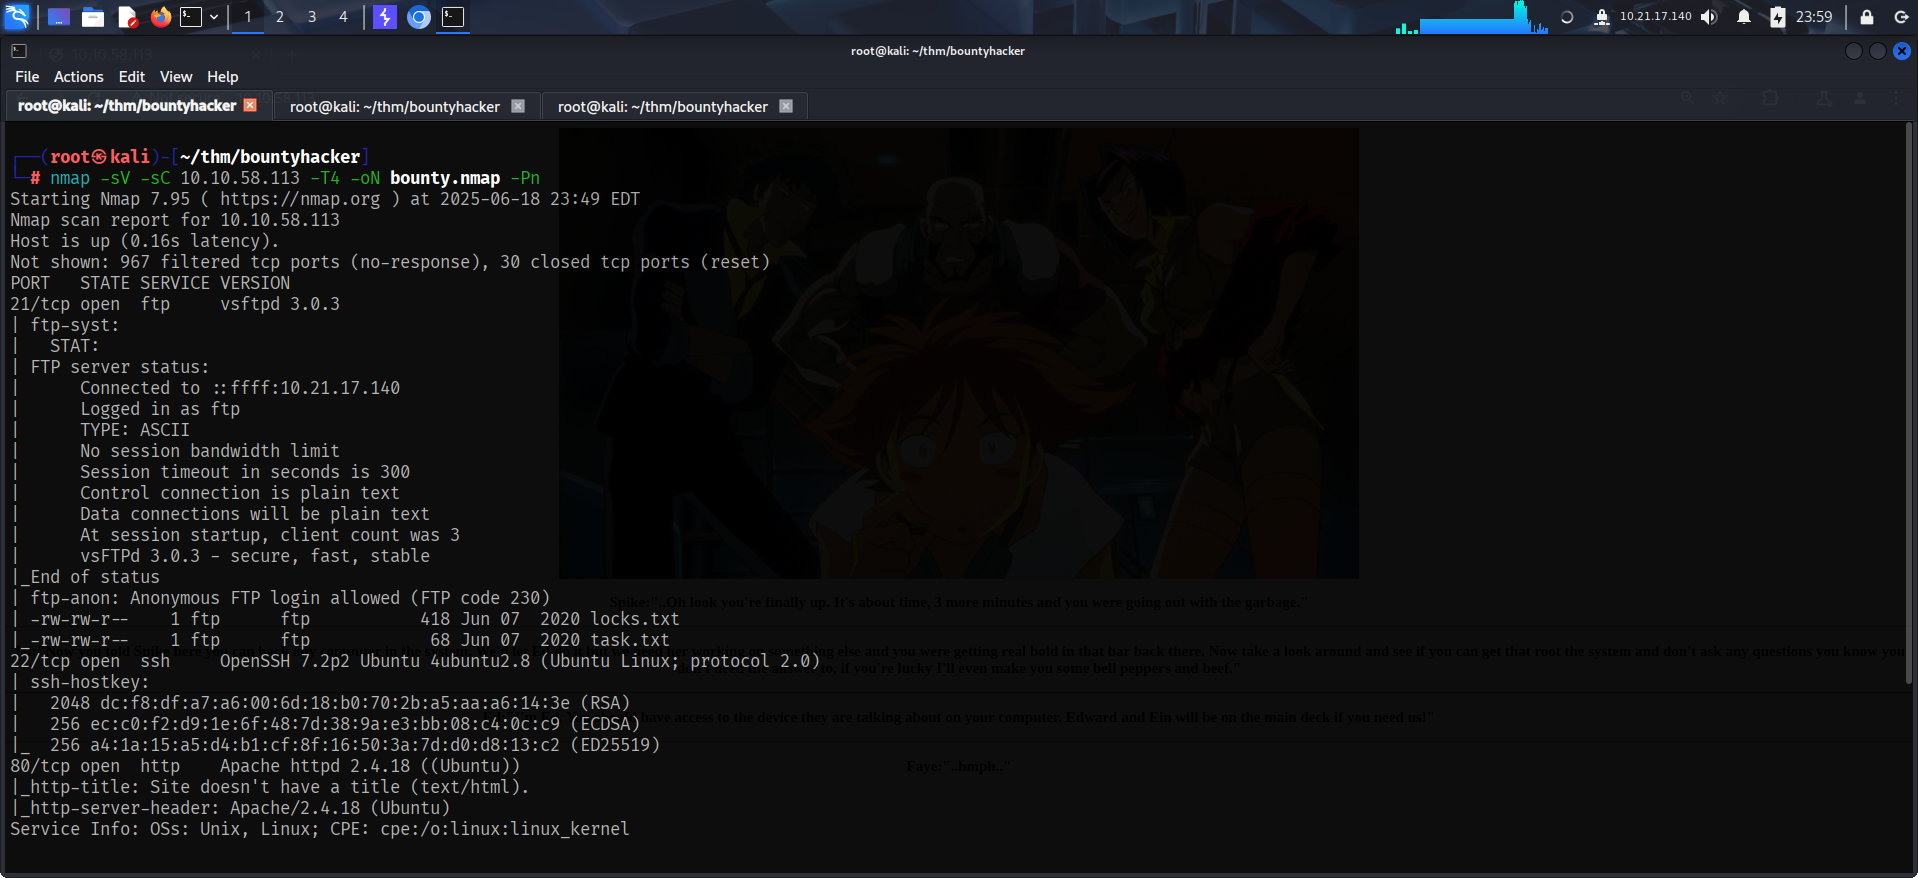 1 2 3 4 10.21.17.140 23:59
root@kali: ~/thm/bountyhacker
File Actions Edit View Help
root@kali: ~/thm/bountyhacker root@kali: ~/thm/bountyhacker root@kali: ~/thm/bountyhacker
(root㉿kali)-[~/thm/bountyhacker]
# nmap -sV -sC 10.10.58.113 -T4 -oN bounty.nmap -Pn
Starting Nmap 7.95 ( https://nmap.org ) at 2025-06-18 23:49 EDT
Nmap scan report for 10.10.58.113
Host is up (0.16s latency).
Not shown: 967 filtered tcp ports (no-response), 30 closed tcp ports (reset)
PORT   STATE SERVICE VERSION
21/tcp open  ftp     vsftpd 3.0.3
| ftp-syst:
|   STAT:
| FTP server status:
|      Connected to ::ffff:10.21.17.140
|      Logged in as ftp
|      TYPE: ASCII
|      No session bandwidth limit
|      Session timeout in seconds is 300
|      Control connection is plain text
|      Data connections will be plain text
|      At session startup, client count was 3
|      vsFTPd 3.0.3 - secure, fast, stable
|_End of status
| ftp-anon: Anonymous FTP login allowed (FTP code 230)
Spike:"..Oh look you're finally up. It's about time, 3 more minutes and you were going out with the garbage."
| -rw-rw-r--    1 ftp      ftp           418 Jun 07  2020 locks.txt
|_-rw-rw-r--    1 ftp      ftp            68 Jun 07  2020 task.txt
working on something else and you were getting real bold in that bar back there. Now take a look around and see if you can get that root the system and don't ask any questions you know you
22/tcp open  ssh     OpenSSH 7.2p2 Ubuntu 4ubuntu2.8 (Ubuntu Linux; protocol 2.0)
if you're lucky I'll even make you some bell peppers and beef."
| ssh-hostkey:
|   2048 dc:f8:df:a7:a6:00:6d:18:b0:70:2b:a5:aa:a6:14:3e (RSA)
|   256 ec:c0:f2:d9:1e:6f:48:7d:38:9a:e3:bb:08:c4:0c:c9 (ECDSA)
have access to the device they are talking about on your computer. Edward and Ein will be on the main deck if you need us!"
|_  256 a4:1a:15:a5:d4:b1:cf:8f:16:50:3a:7d:d0:d8:13:c2 (ED25519)
80/tcp open  http    Apache httpd 2.4.18 ((Ubuntu))
Faye:"..hmph.."
|_http-title: Site doesn't have a title (text/html).
|_http-server-header: Apache/2.4.18 (Ubuntu)
Service Info: OSs: Unix, Linux; CPE: cpe:/o:linux:linux_kernel